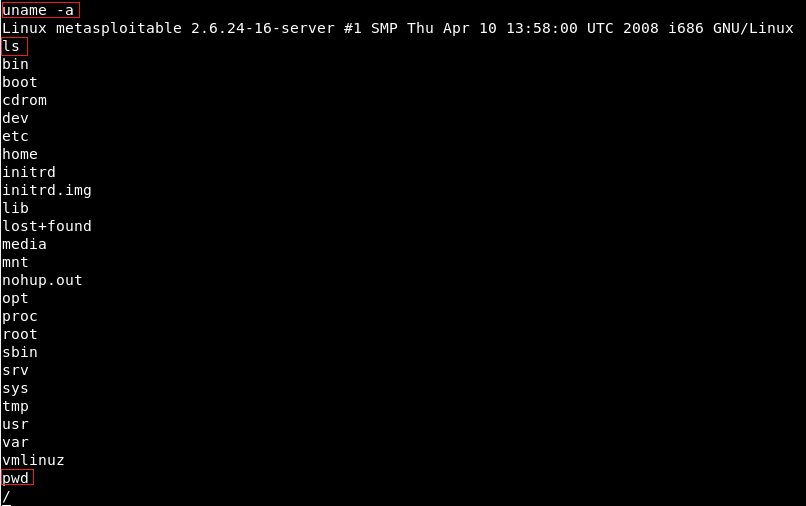 uname -a
Linux metasploitable 2.6.24-16-server #1 SMP Thu Apr 10 13:58:00 UTC 2008 i686 GNU/Linux
ls
bin
boot
cdrom
dev
etc
home
initrd
initrd.img
lib
lost+found
media
mnt
nohup.out
opt
proc
root
sbin
srv
sys
tmp
usr
var
vmlinuz
pwd
/